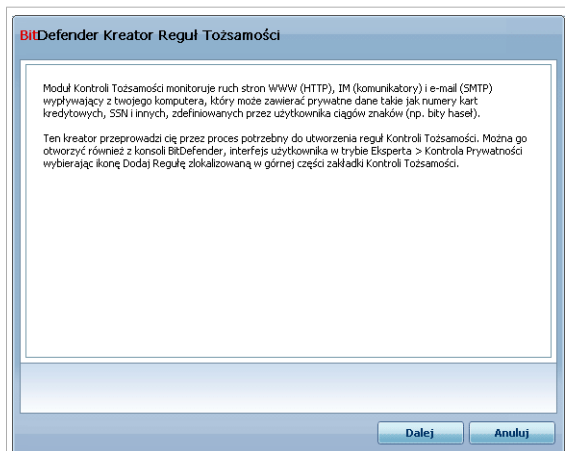 BitDefender Kreator Reguł Tożsamości
Moduł Kontroli Tożsamości monitoruje ruch stron WWW (HTTP), IM (komunikatory) i e-mail (SMTP)
wypływający z twojego komputera, który może zawierać prywatne dane takie jak numery kart
kredytowych, SSN i innych, zdefiniowanych przez użytkownika ciągów znaków (np. bity haseł).
Ten kreator przeprowadzi cię przez proces potrzebny do utworzenia reguł Kontroli Tożsamości. Można go
otworzyć również z konsoli BitDefender, interfejs użytkownika w trybie Eksperta > Kontrola Prywatności
wybierając ikonę Dodaj Regułę zlokalizowaną w górnej części zakładki Kontroli Tożsamości.
Dalej Anuluj